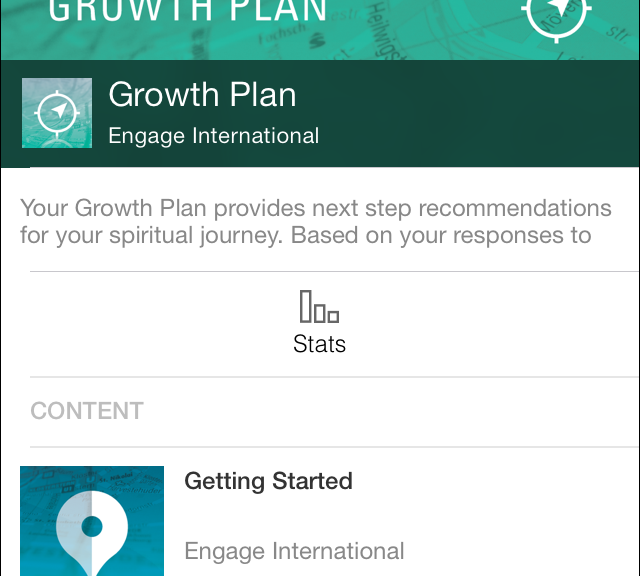 GROWTH PLAN
Growth Plan
Engage International
Your Growth Plan provides next step recommendations
for your spiritual journey. Based on your responses to
Stats
CONTENT
Getting Started
Engage International